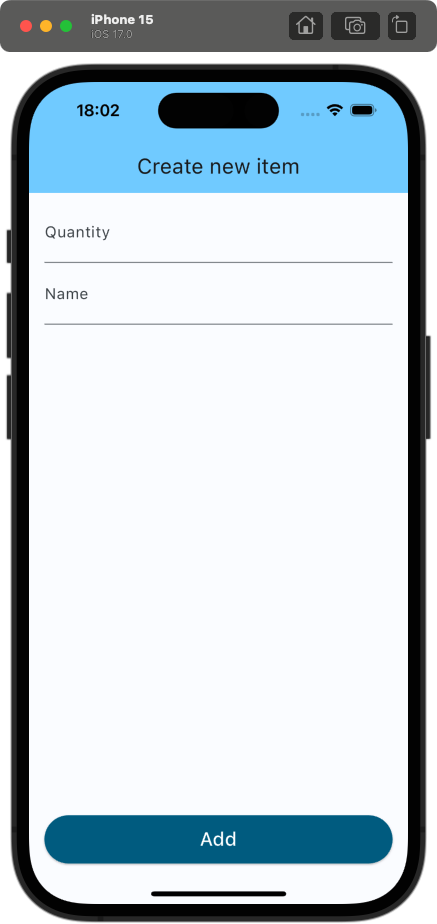 iPhone 15
iOS 17.0
18:02
Create new item
Quantity
Name
Add